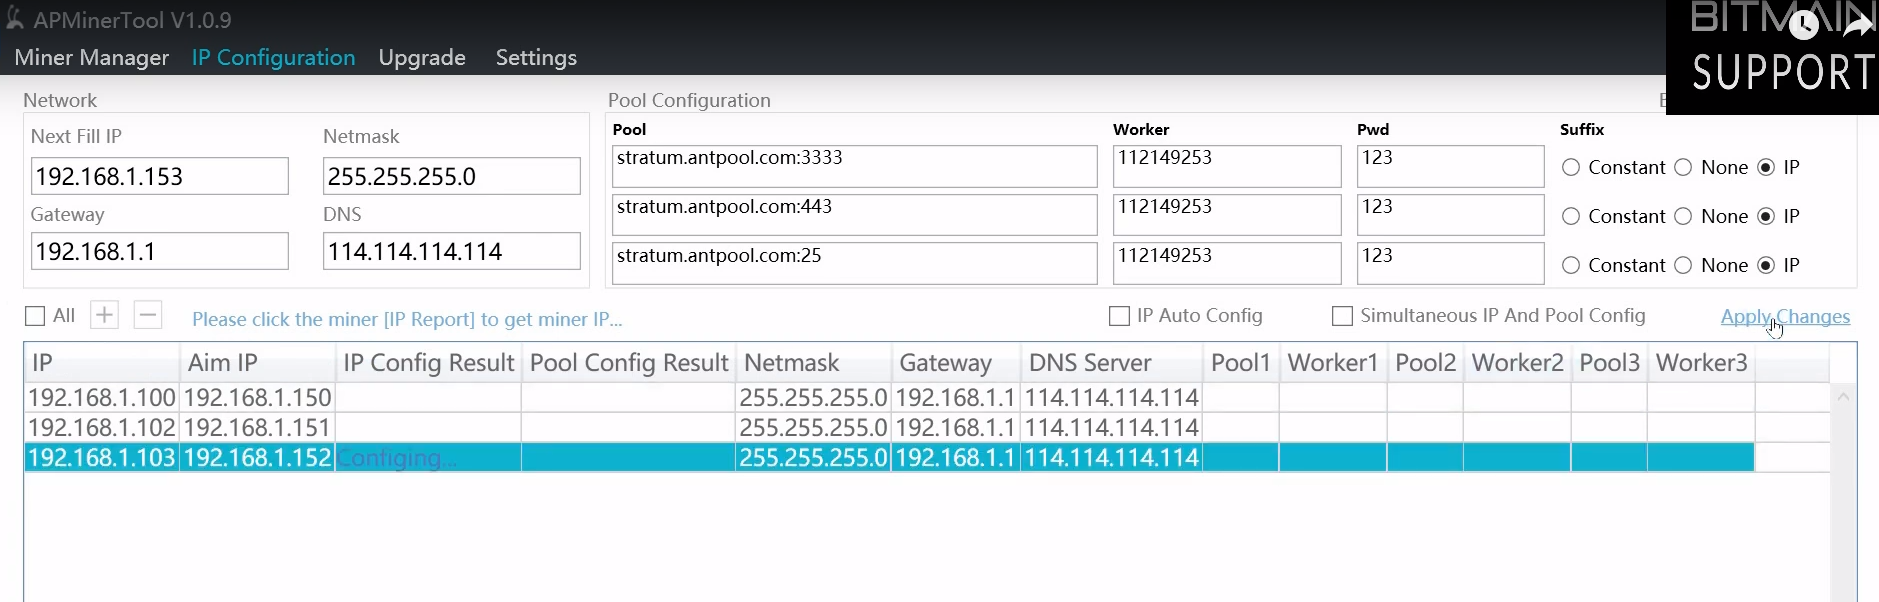 APMinerTool V1.0.9
BITMAIN
SUPPORT
Miner Manager IP Configuration Upgrade Settings
Network
Next Fill IP Netmask
192.168.1.153 255.255.255.0
Gateway DNS
192.168.1.1 114.114.114.114
Pool Configuration
Pool Worker Pwd Suffix
stratum.antpool.com:3333 112149253 123 Constant None IP
stratum.antpool.com:443 112149253 123 Constant None IP
stratum.antpool.com:25 112149253 123 Constant None IP
All Please click the miner [IP Report] to get miner IP... IP Auto Config Simultaneous IP And Pool Config Apply Changes
IP Aim IP IP Config Result Pool Config Result Netmask Gateway DNS Server Pool1 Worker1 Pool2 Worker2 Pool3 Worker3
192.168.1.100 192.168.1.150 255.255.255.0 192.168.1.1 114.114.114.114
192.168.1.102 192.168.1.151 255.255.255.0 192.168.1.1 114.114.114.114
192.168.1.103 192.168.1.152 Configing... 255.255.255.0 192.168.1.1 114.114.114.114